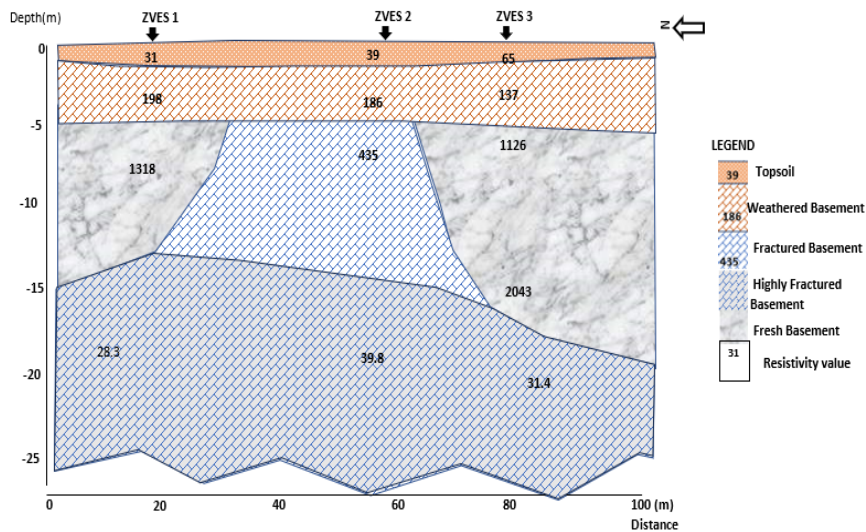 Depth(m)
ZVES 1
ZVES 2
ZVES 3
N
0
31
39
65
198
186
137
-5
1318
435
1126
-10
-15
2043
28.3
39.8
31.4
-20
-25
0
20
40
60
80
100 (m)
Distance
LEGEND
39 Topsoil
186 Weathered Basement
435 Fractured Basement
Highly Fractured
Basement
Fresh Basement
31 Resistivity value